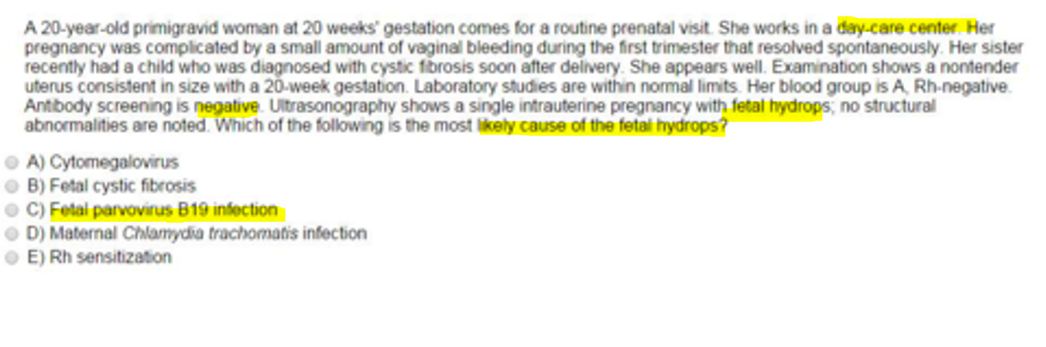 A 20-year-old primigravid woman at 20 weeks' gestation comes for a routine prenatal visit. She works in a day-care center. Her
pregnancy was complicated by a small amount of vaginal bleeding during the first trimester that resolved spontaneously. Her sister
recently had a child who was diagnosed with cystic fibrosis soon after delivery. She appears well. Examination shows a nontender
uterus consistent in size with a 20-week gestation. Laboratory studies are within normal limits. Her blood group is A, Rh-negative.
Antibody screening is negative. Ultrasonography shows a single intrauterine pregnancy with fetal hydrops; no structural
abnormalities are noted. Which of the following is the most likely cause of the fetal hydrops?
A) Cytomegalovirus
B) Fetal cystic fibrosis
C) Fetal parvovirus B19 infection
D) Maternal Chlamydia trachomatis infection
E) Rh sensitization